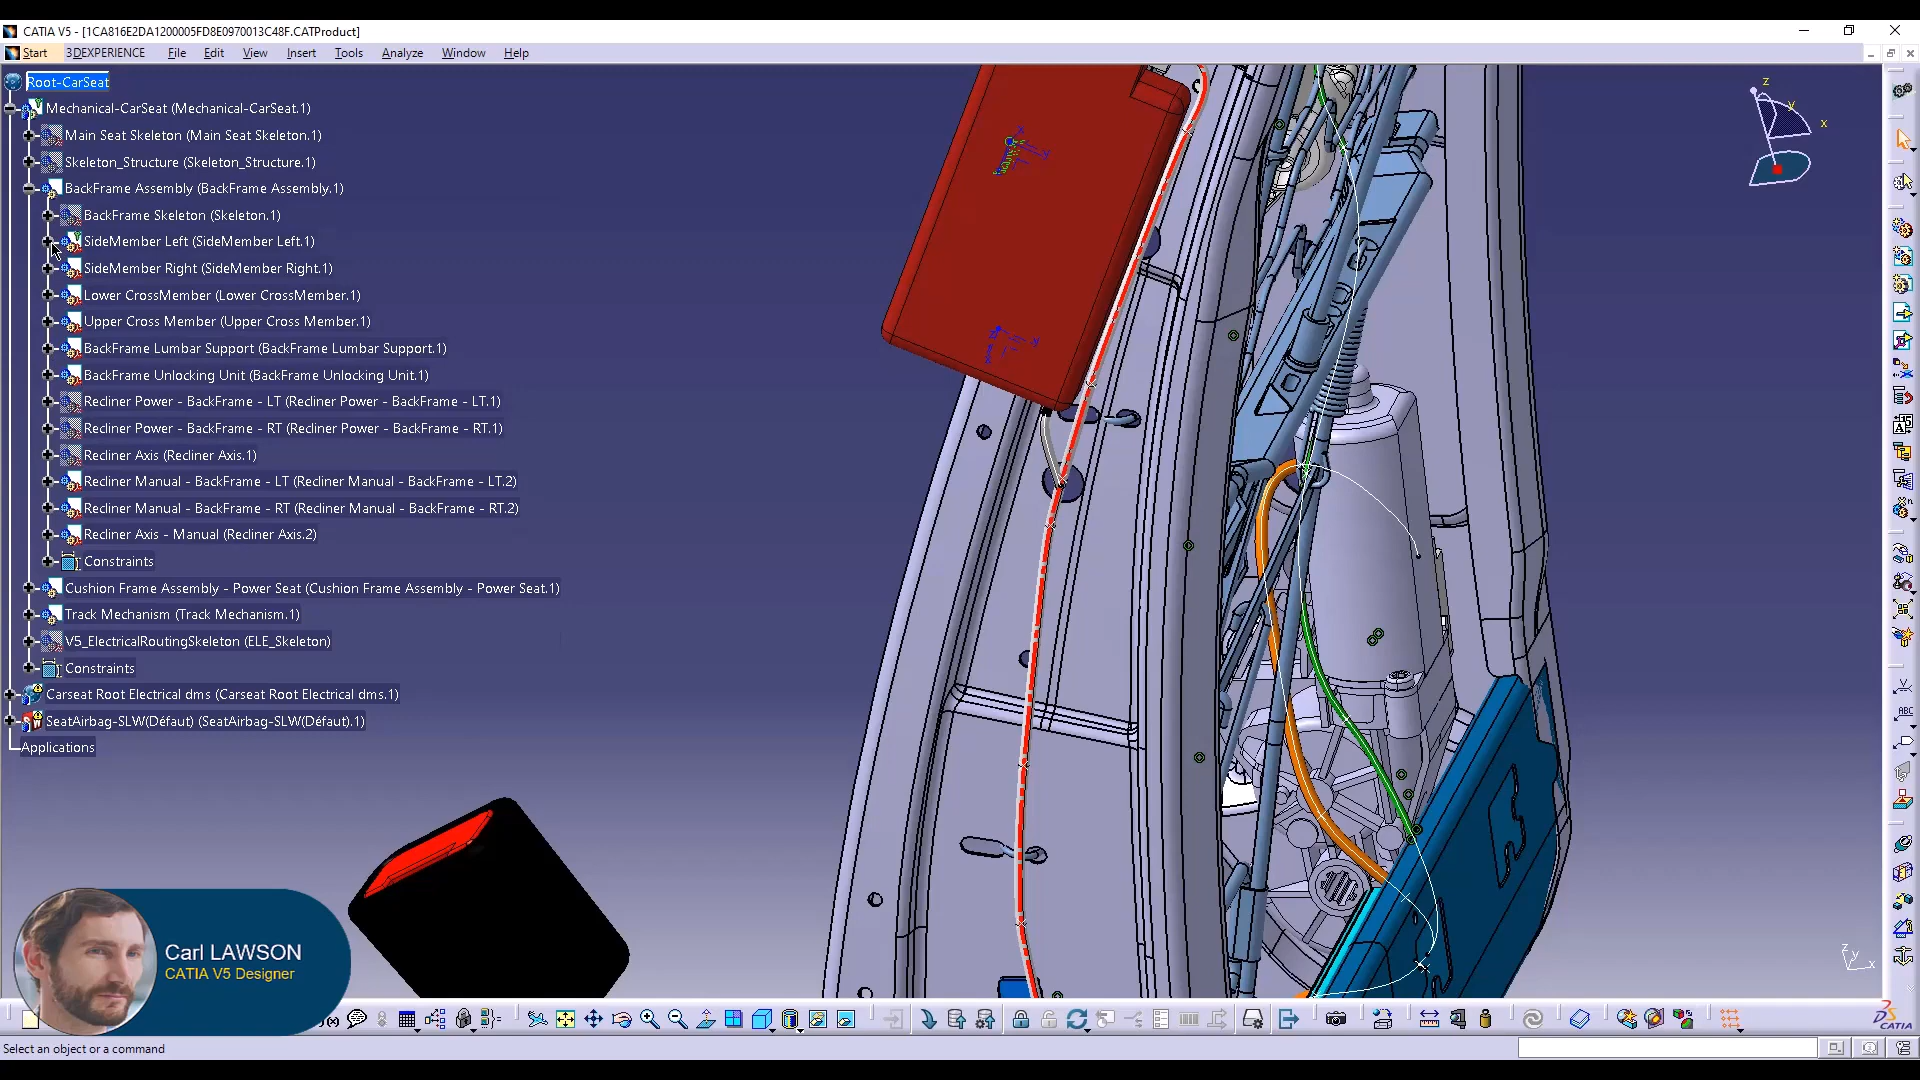 CATIA V5 - [1CA816E2DA1200005FD8E0970013C48F.CATProduct]
Start 3DEXPERIENCE File Edit View Insert Tools Analyze Window Help
Root-CarSeat
Mechanical-CarSeat (Mechanical-CarSeat.1)
Main Seat Skeleton (Main Seat Skeleton.1)
Skeleton_Structure (Skeleton_Structure.1)
BackFrame Assembly (BackFrame Assembly.1)
BackFrame Skeleton (Skeleton.1)
SideMember Left (SideMember Left.1)
SideMember Right (SideMember Right.1)
Lower CrossMember (Lower CrossMember.1)
Upper Cross Member (Upper Cross Member.1)
BackFrame Lumbar Support (BackFrame Lumbar Support.1)
BackFrame Unlocking Unit (BackFrame Unlocking Unit.1)
Recliner Power - BackFrame - LT (Recliner Power - BackFrame - LT.1)
Recliner Power - BackFrame - RT (Recliner Power - BackFrame - RT.1)
Recliner Axis (Recliner Axis.1)
Recliner Manual - BackFrame - LT (Recliner Manual - BackFrame - LT.2)
Recliner Manual - BackFrame - RT (Recliner Manual - BackFrame - RT.2)
Recliner Axis - Manual (Recliner Axis.2)
Constraints
Cushion Frame Assembly - Power Seat (Cushion Frame Assembly - Power Seat.1)
Track Mechanism (Track Mechanism.1)
V5_ElectricalRoutingSkeleton (ELE_Skeleton)
Constraints
Carseat Root Electrical dms (Carseat Root Electrical dms.1)
SeatAirbag-SLW(Défaut) (SeatAirbag-SLW(Défaut).1)
Applications
z
y
x
ABC
Carl LAWSON
CATIA V5 Designer
z
y
x
CATIA
Select an object or a command